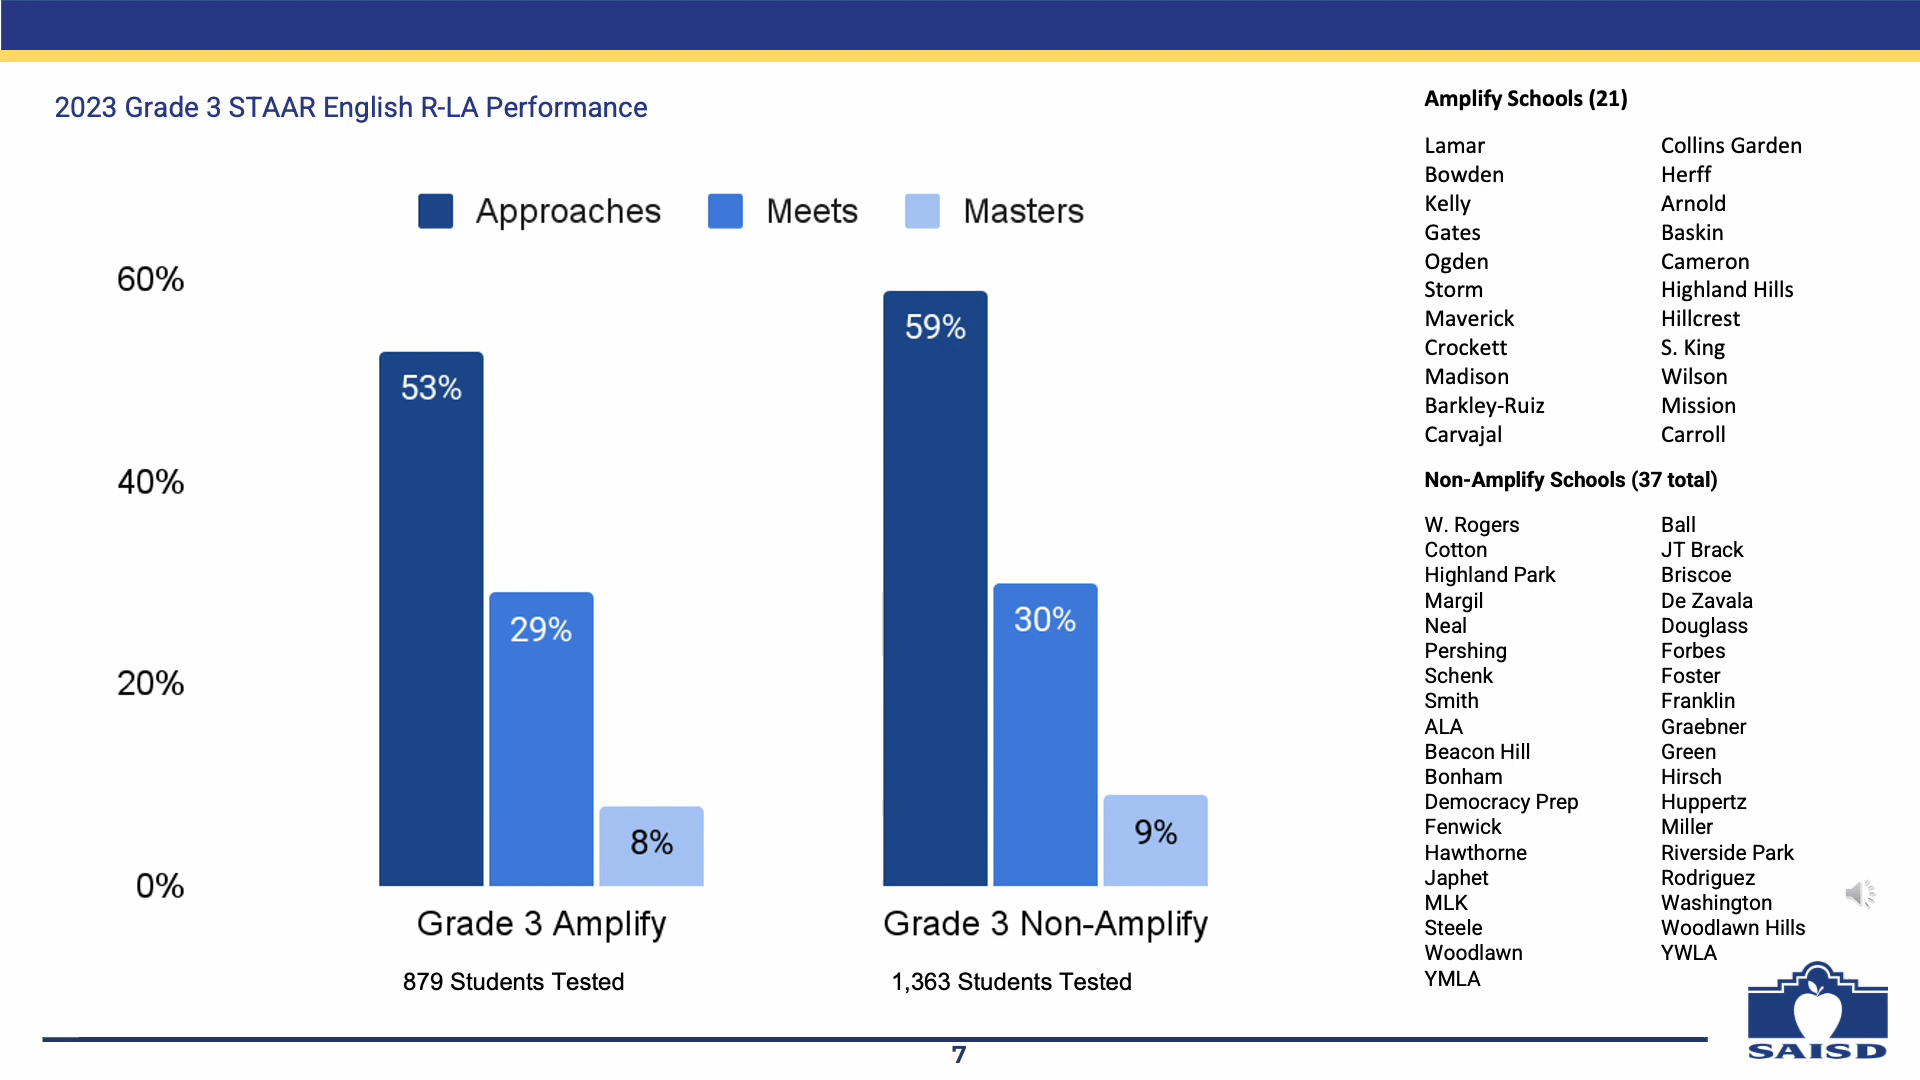 2023 Grade 3 STAAR English R-LA Performance
Approaches Meets Masters
60%
40%
20%
0%
53%
29%
8%
59%
30%
9%
Grade 3 Amplify
Grade 3 Non-Amplify
879 Students Tested
1,363 Students Tested
Amplify Schools (21)
Lamar
Bowden
Kelly
Gates
Ogden
Storm
Maverick
Crockett
Madison
Barkley-Ruiz
Carvajal
Collins Garden
Herff
Arnold
Baskin
Cameron
Highland Hills
Hillcrest
S. King
Wilson
Mission
Carroll
Non-Amplify Schools (37 total)
W. Rogers
Cotton
Highland Park
Margil
Neal
Pershing
Schenk
Smith
ALA
Beacon Hill
Bonham
Democracy Prep
Fenwick
Hawthorne
Japhet
MLK
Steele
Woodlawn
YMLA
Ball
JT Brack
Briscoe
De Zavala
Douglass
Forbes
Foster
Franklin
Graebner
Green
Hirsch
Huppertz
Miller
Riverside Park
Rodriguez
Washington
Woodlawn Hills
YWLA
7
SAISD